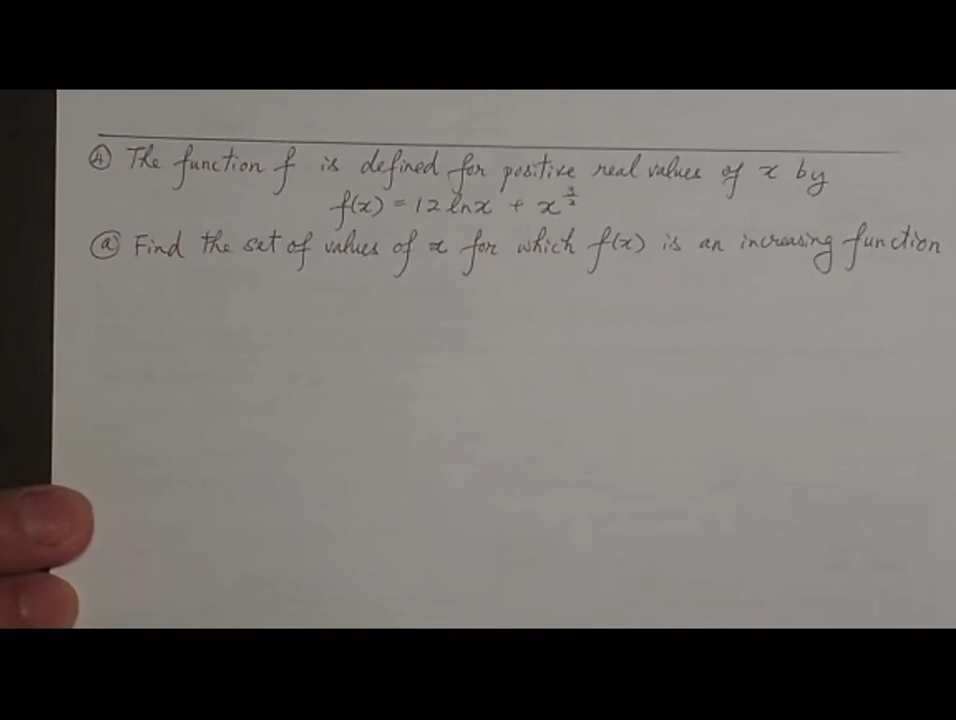 ④ The function f is defined for positive real values of x by
f(x) = 12 ln x + x^(3/2)
ⓐ Find the set of values of x for which f(x) is an increasing function